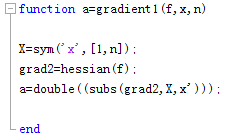 function a=gradient1(f,x,n)
X=sym('x',[1,n]);
grad2=hessian(f);
a=double((subs(grad2,X,x')));
end